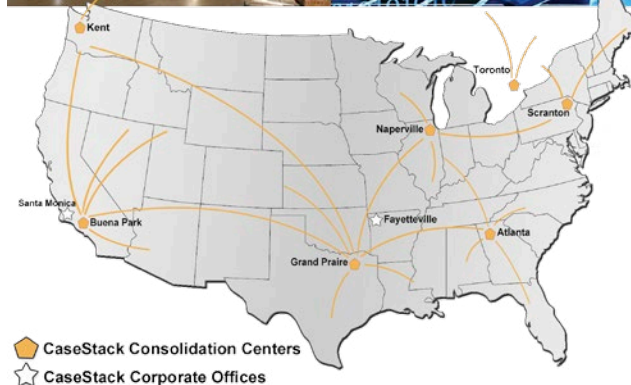 Kent
Toronto
Scranton
Naperville
Santa Monica
Buena Park
Fayetteville
Atlanta
Grand Praire
CaseStack Consolidation Centers
CaseStack Corporate Offices